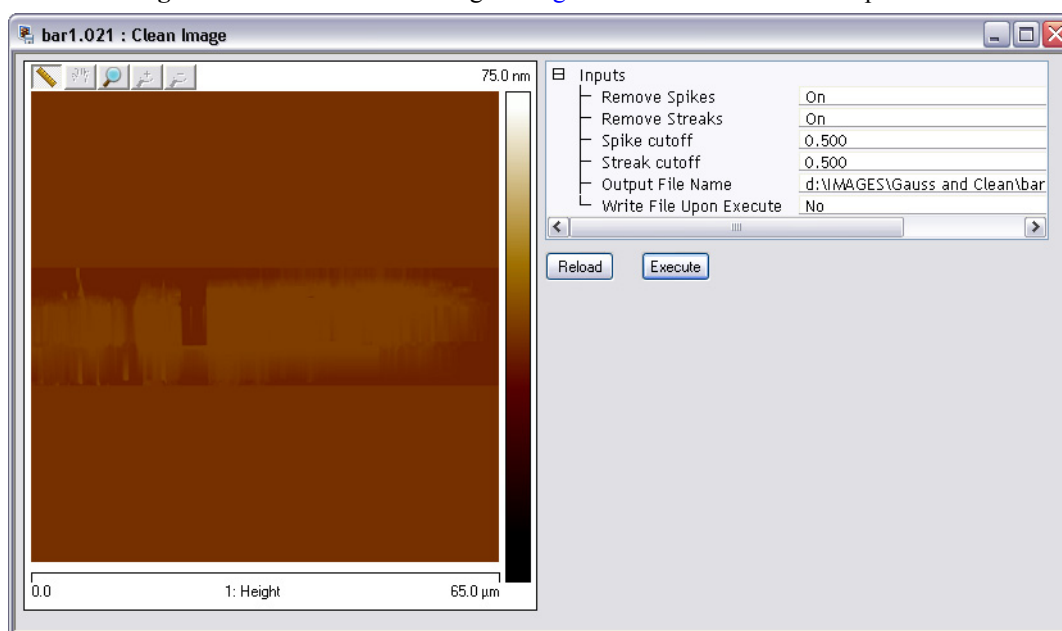 bar1.021 : Clean Image
75.0 nm
Inputs
Remove Spikes On
Remove Streaks On
Spike cutoff 0.500
Streak cutoff 0.500
Output File Name d:\IMAGES\Gauss and Clean\bar
Write File Upon Execute No
Reload Execute
0.0 1: Height 65.0 µm